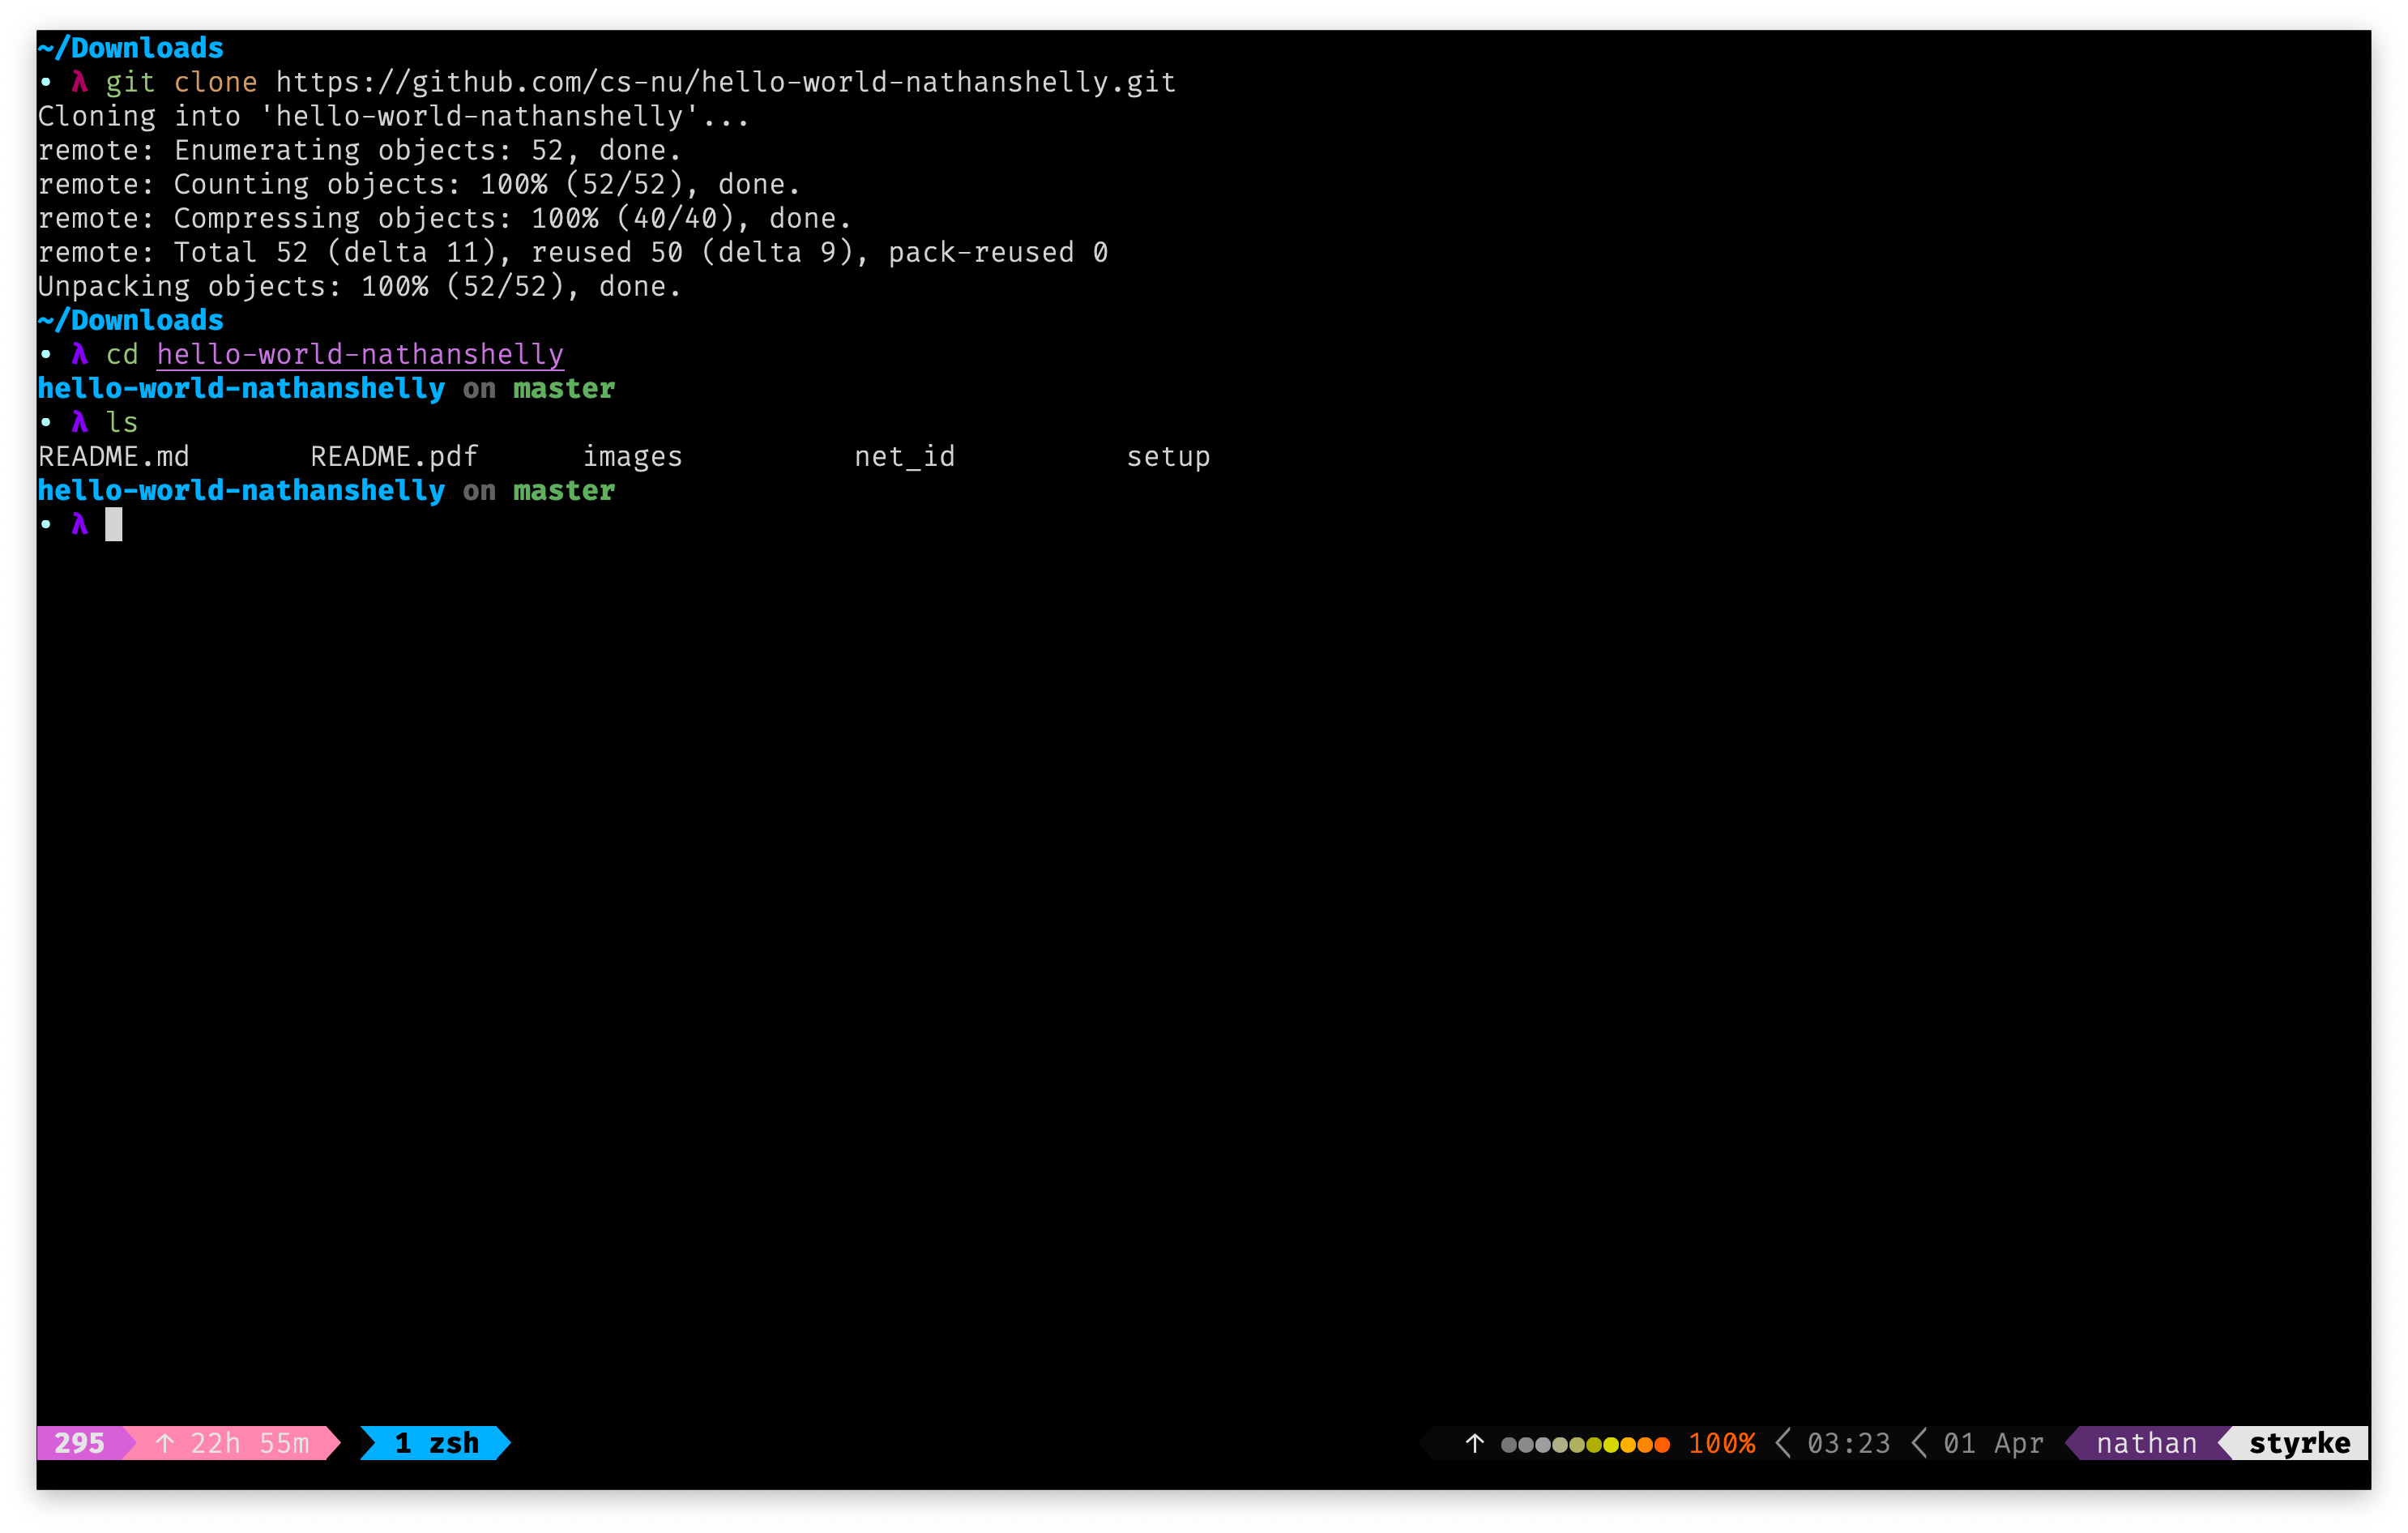 ~/Downloads
• λ git clone https://github.com/cs-nu/hello-world-nathanshelly.git
Cloning into 'hello-world-nathanshelly'...
remote: Enumerating objects: 52, done.
remote: Counting objects: 100% (52/52), done.
remote: Compressing objects: 100% (40/40), done.
remote: Total 52 (delta 11), reused 50 (delta 9), pack-reused 0
Unpacking objects: 100% (52/52), done.
~/Downloads
• λ cd hello-world-nathanshelly
hello-world-nathanshelly on master
• λ ls
README.md README.pdf images net_id setup
hello-world-nathanshelly on master
• λ
295 ↑ 22h 55m 1 zsh ↑ ●●●●●●●●●● 100% < 03:23 < 01 Apr nathan styrke